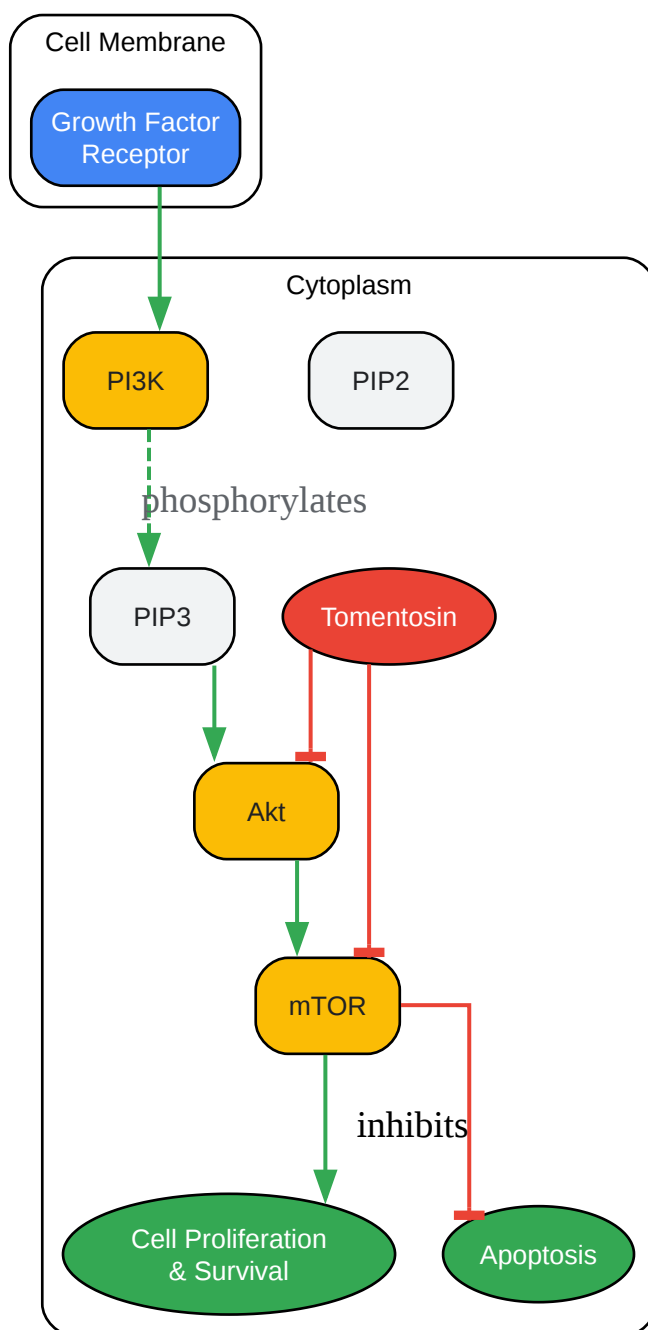 Cell Membrane
Growth Factor
Receptor
Cytoplasm
PI3K
PIP2
phosphorylates
PIP3
Tomentosin
Akt
mTOR
inhibits
Cell Proliferation
& Survival
Apoptosis